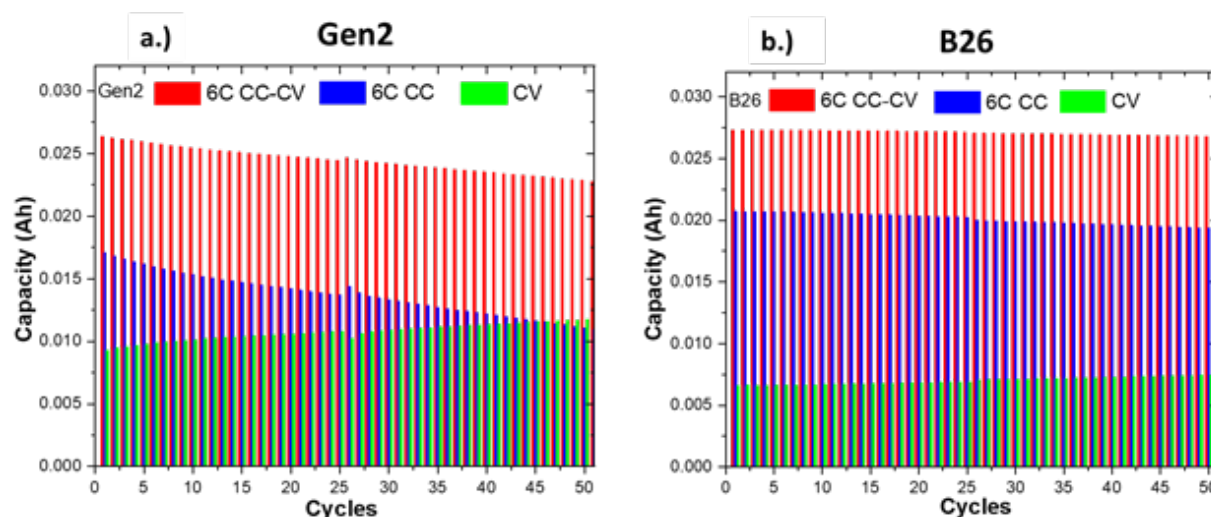 a.) Gen2
Gen2 6C CC-CV 6C CC CV
0.030
0.025
0.020
0.015
0.010
0.005
0.000
Capacity (Ah)
0 5 10 15 20 25 30 35 40 45 50
Cycles
b.) B26
B26 6C CC-CV 6C CC CV
0.030
0.025
0.020
0.015
0.010
0.005
0.000
Capacity (Ah)
0 5 10 15 20 25 30 35 40 45 50
Cycles